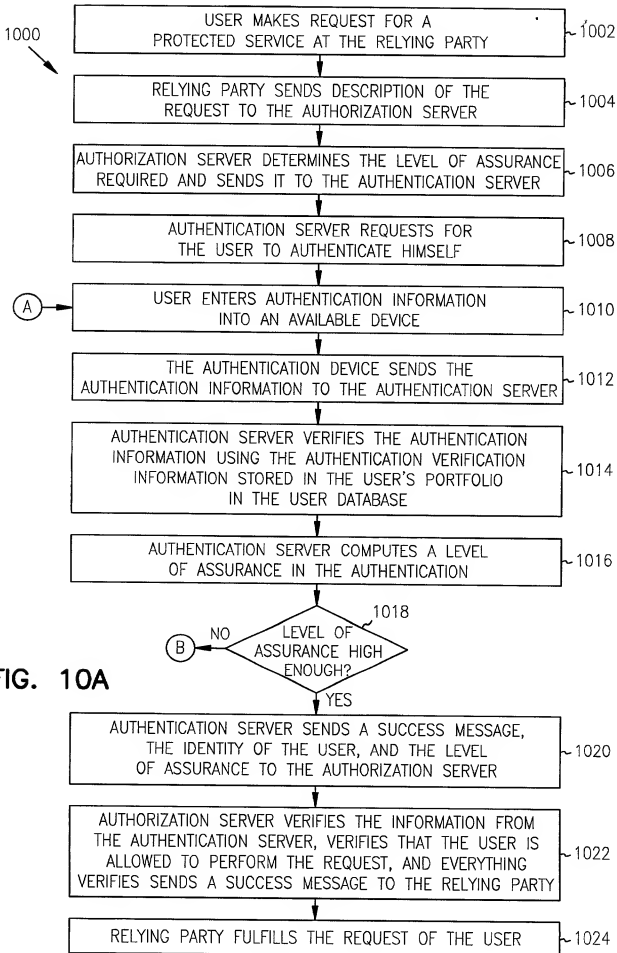 1000
USER MAKES REQUEST FOR A
PROTECTED SERVICE AT THE RELYING PARTY
1002
RELYING PARTY SENDS DESCRIPTION OF THE
REQUEST TO THE AUTHORIZATION SERVER
1004
AUTHORIZATION SERVER DETERMINES THE LEVEL OF ASSURANCE
REQUIRED AND SENDS IT TO THE AUTHENTICATION SERVER
1006
AUTHENTICATION SERVER REQUESTS FOR
THE USER TO AUTHENTICATE HIMSELF
1008
A
USER ENTERS AUTHENTICATION INFORMATION
INTO AN AVAILABLE DEVICE
1010
THE AUTHENTICATION DEVICE SENDS THE
AUTHENTICATION INFORMATION TO THE AUTHENTICATION SERVER
1012
AUTHENTICATION SERVER VERIFIES THE AUTHENTICATION
INFORMATION USING THE AUTHENTICATION VERIFICATION
INFORMATION STORED IN THE USER'S PORTFOLIO
IN THE USER DATABASE
1014
AUTHENTICATION SERVER COMPUTES A LEVEL
OF ASSURANCE IN THE AUTHENTICATION
1016
1018
B
NO
LEVEL OF
ASSURANCE HIGH
ENOUGH?
YES
FIG. 10A
AUTHENTICATION SERVER SENDS A SUCCESS MESSAGE,
THE IDENTITY OF THE USER, AND THE LEVEL
OF ASSURANCE TO THE AUTHORIZATION SERVER
1020
AUTHORIZATION SERVER VERIFIES THE INFORMATION FROM
THE AUTHENTICATION SERVER, VERIFIES THAT THE USER IS
ALLOWED TO PERFORM THE REQUEST, AND EVERYTHING
VERIFIES SENDS A SUCCESS MESSAGE TO THE RELYING PARTY
1022
RELYING PARTY FULFILLS THE REQUEST OF THE USER
1024